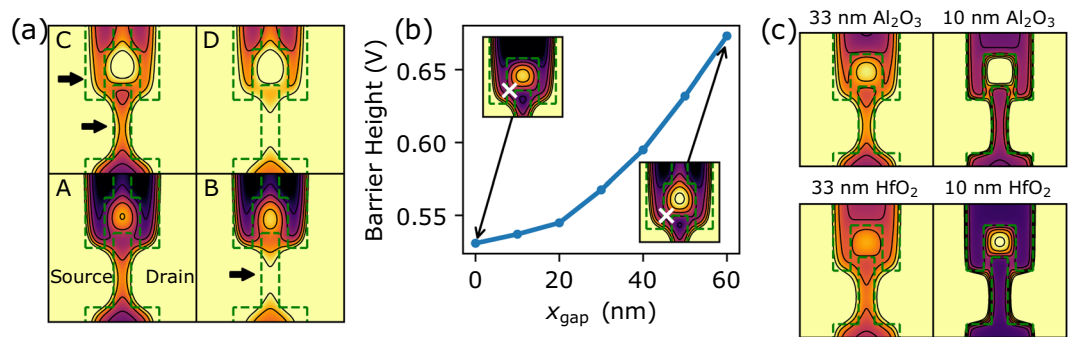 (a)
C
D
A
B
Source
Drain
(b)
Barrier Height (V)
0.65
0.60
0.55
0
20
40
60
x_gap (nm)
(c)
33 nm Al₂O₃
10 nm Al₂O₃
33 nm HfO₂
10 nm HfO₂